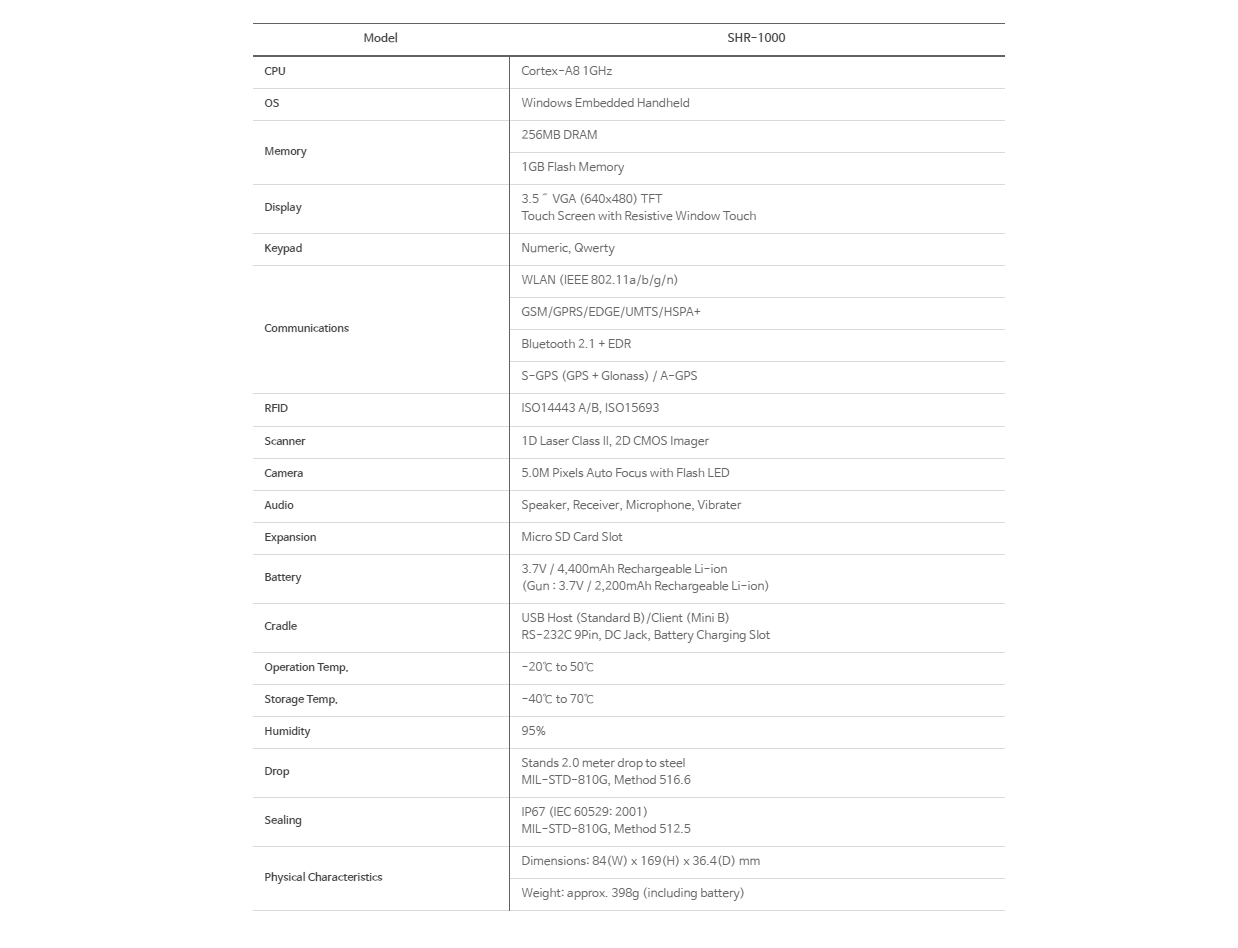 Model SHR-1000
CPU Cortex-A8 1GHz
OS Windows Embedded Handheld
Memory
256MB DRAM
1GB Flash Memory
Display
3.5 ˝ VGA (640x480) TFT
Touch Screen with Resistive Window Touch
Keypad Numeric, Qwerty
Communications
WLAN (IEEE 802.11a/b/g/n)
GSM/GPRS/EDGE/UMTS/HSPA+
Bluetooth 2.1 + EDR
S-GPS (GPS + Glonass) / A-GPS
RFID ISO14443 A/B, ISO15693
Scanner 1D Laser Class II, 2D CMOS Imager
Camera 5.0M Pixels Auto Focus with Flash LED
Audio Speaker, Receiver, Microphone, Vibrater
Expansion Micro SD Card Slot
Battery
3.7V / 4,400mAh Rechargeable Li-ion
(Gun : 3.7V / 2,200mAh Rechargeable Li-ion)
Cradle
USB Host (Standard B)/Client (Mini B)
RS-232C 9Pin, DC Jack, Battery Charging Slot
Operation Temp. -20℃ to 50℃
Storage Temp. -40℃ to 70℃
Humidity 95%
Drop
Stands 2.0 meter drop to steel
MIL-STD-810G, Method 516.6
Sealing
IP67 (IEC 60529: 2001)
MIL-STD-810G, Method 512.5
Physical Characteristics
Dimensions: 84(W) x 169(H) x 36.4(D) mm
Weight: approx. 398g (including battery)